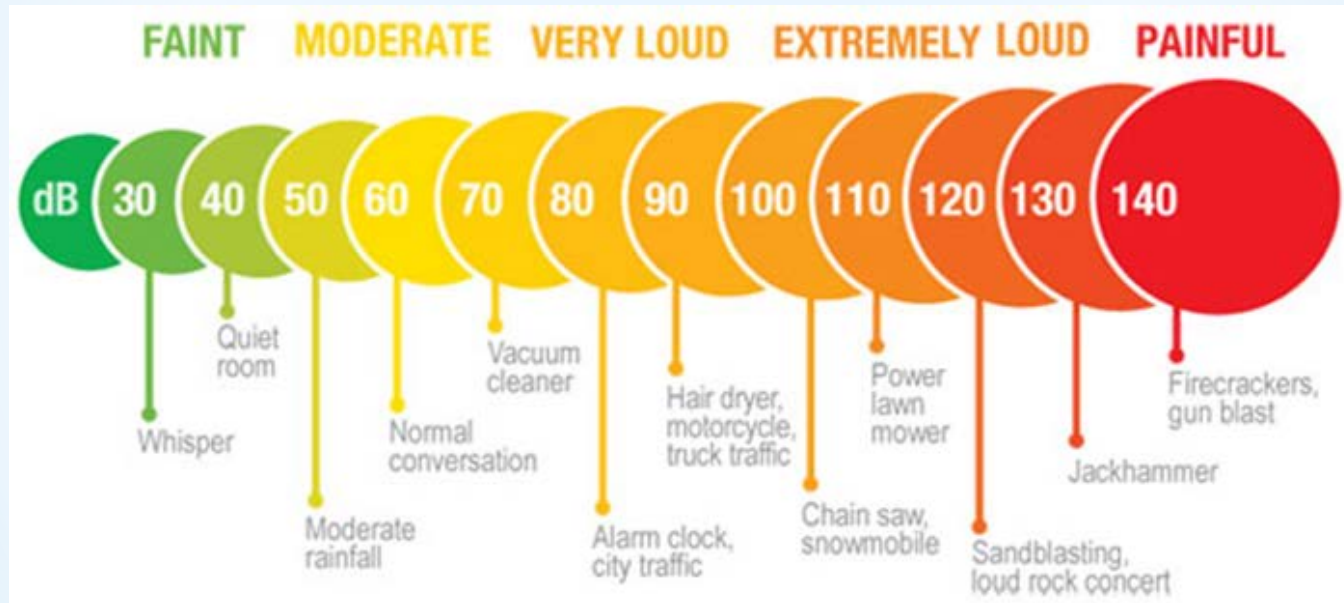 FAINT MODERATE VERY LOUD EXTREMELY LOUD PAINFUL
dB 30 40 50 60 70 80 90 100 110 120 130 140
Whisper
Quiet
room
Moderate
rainfall
Normal
conversation
Vacuum
cleaner
Alarm clock,
city traffic
Hair dryer,
motorcycle,
truck traffic
Chain saw,
snowmobile
Power
lawn
mower
Sandblasting,
loud rock concert
Jackhammer
Firecrackers,
gun blast